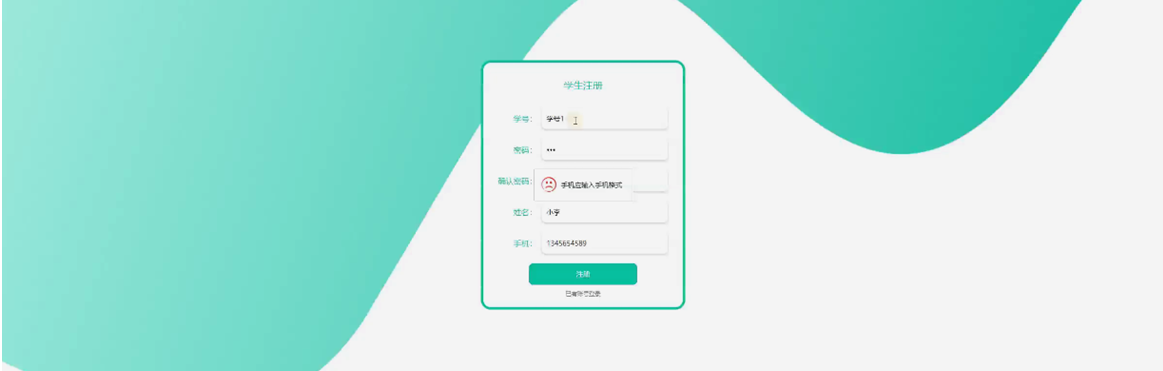 学生注册
学号： 学号1
密码： •••
确认密码：
手机应输入手机格式
姓名： 小李
手机： 1345654589
注册
已有账号登录